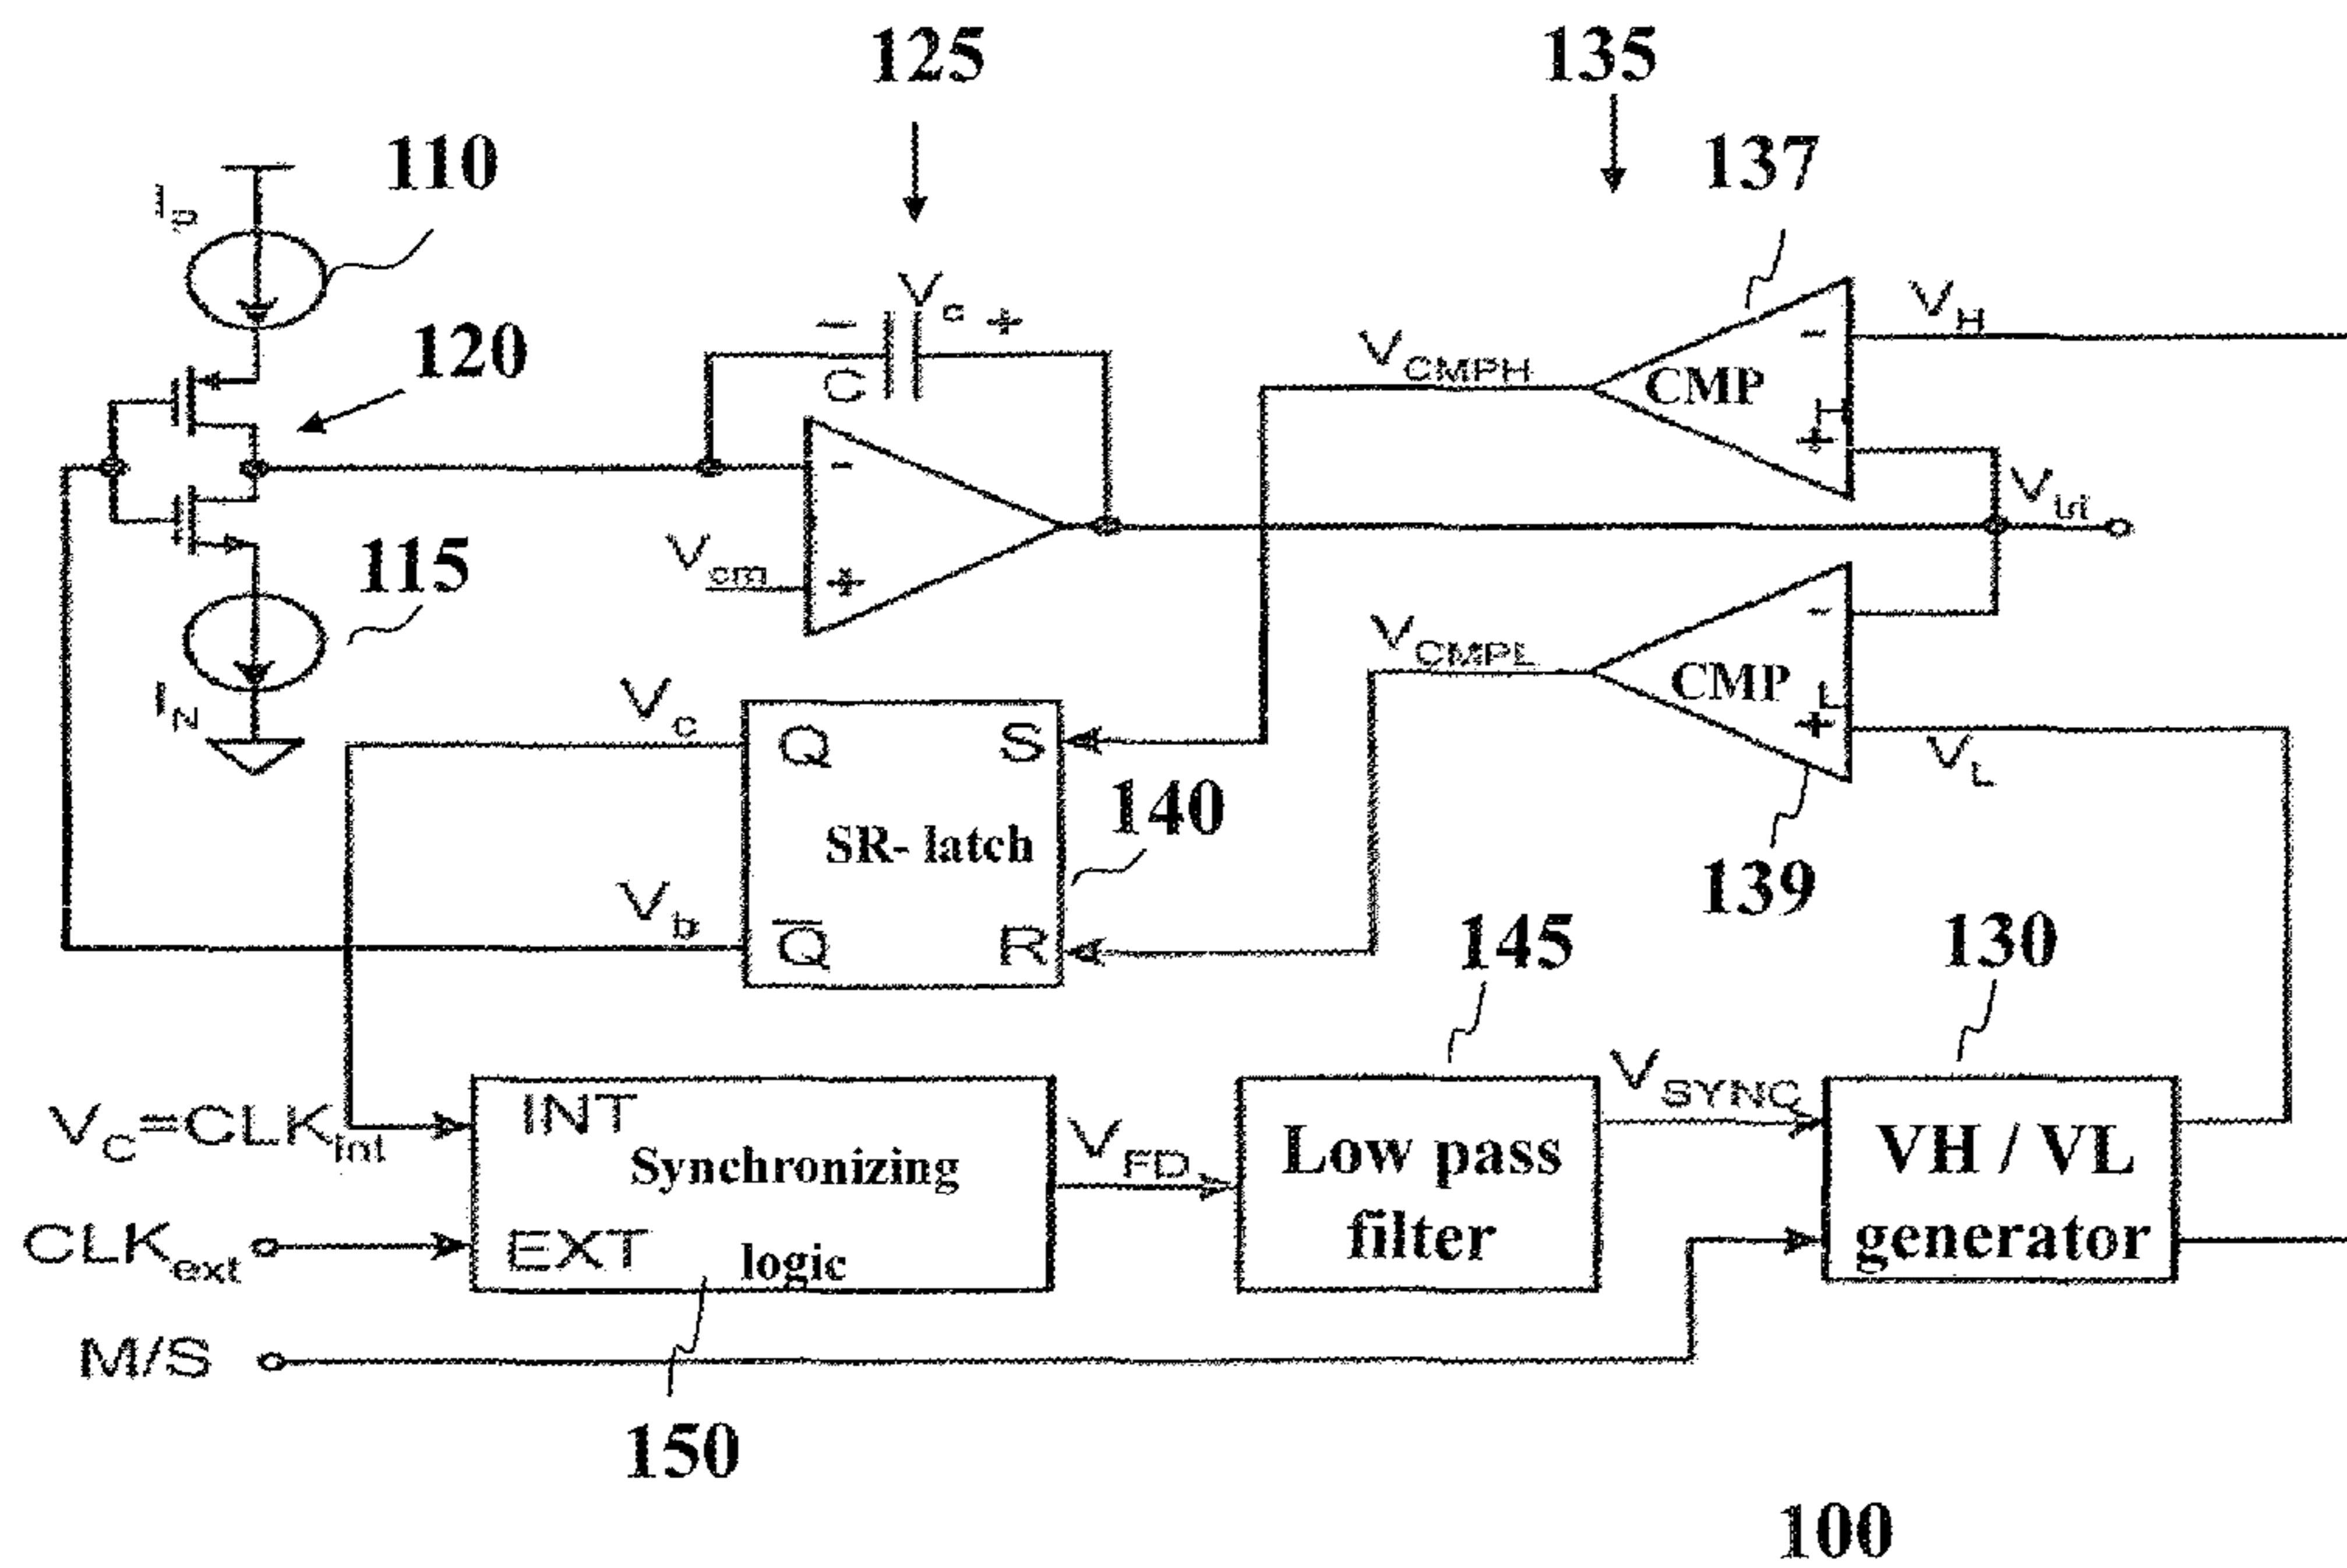 125
135
110
137
I_p
V_c
V_H
- +
-
120
V_CMPH
C
CMP
H
+
-
V_tri
115
V_cm
+
V_CMPL
-
CMP
L
+
I_N
V_c
Q
S
V_L
140
SR- latch
139
V_b
Q̅
R
145
130
V_C=CLK_int
INT
V_FD
V_SYNC
Synchronizing
logic
Low pass
filter
VH / VL
generator
CLK_ext
EXT
M/S
150
100